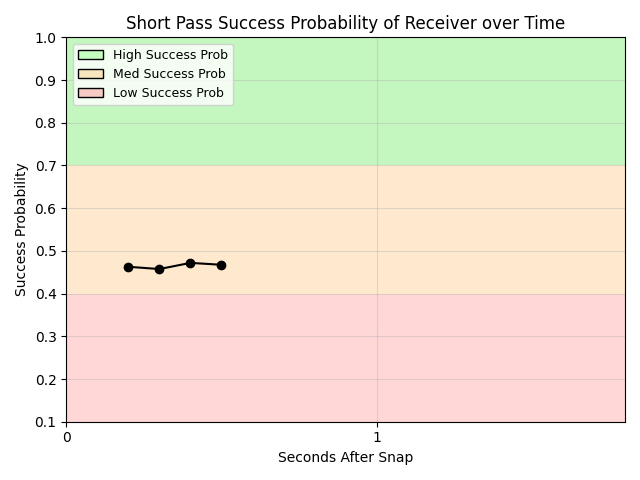 Short Pass Success Probability of Receiver over Time
1.0
0.9
0.8
0.7
0.6
0.5
0.4
0.3
0.2
0.1
Success Probability
High Success Prob
Med Success Prob
Low Success Prob
0
1
Seconds After Snap